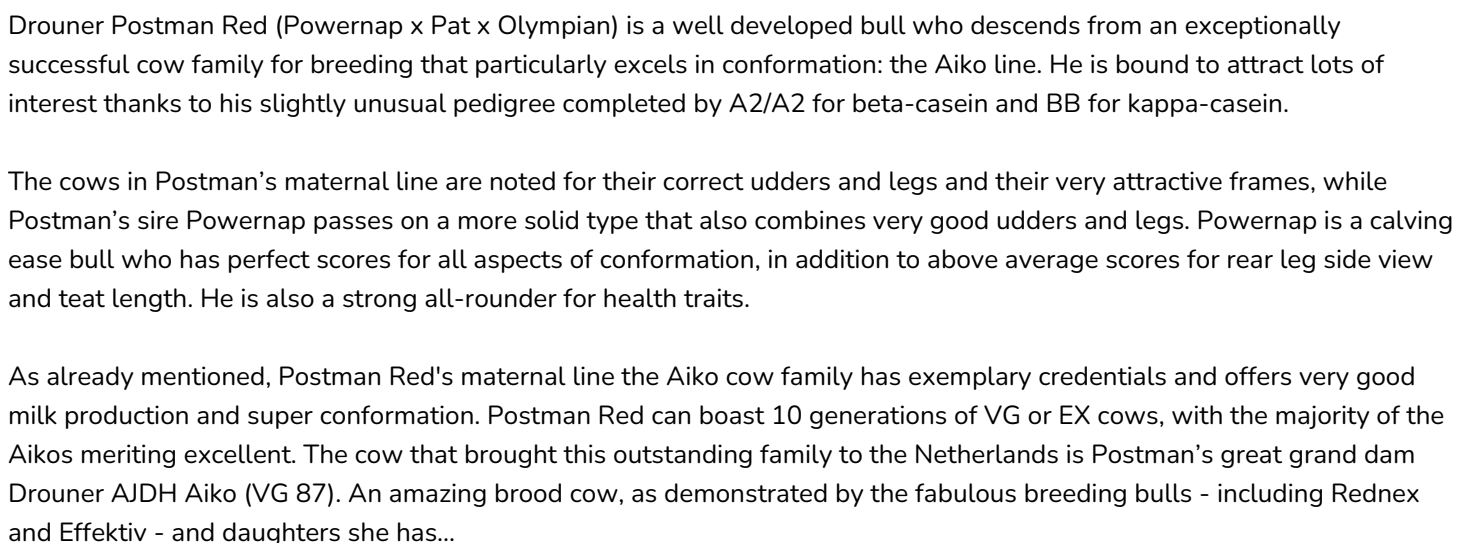 Drouner Postman Red (Powernap x Pat x Olympian) is a well developed bull who descends from an exceptionally
successful cow family for breeding that particularly excels in conformation: the Aiko line. He is bound to attract lots of
interest thanks to his slightly unusual pedigree completed by A2/A2 for beta-casein and BB for kappa-casein.
The cows in Postman’s maternal line are noted for their correct udders and legs and their very attractive frames, while
Postman’s sire Powernap passes on a more solid type that also combines very good udders and legs. Powernap is a calving
ease bull who has perfect scores for all aspects of conformation, in addition to above average scores for rear leg side view
and teat length. He is also a strong all-rounder for health traits.
As already mentioned, Postman Red's maternal line the Aiko cow family has exemplary credentials and offers very good
milk production and super conformation. Postman Red can boast 10 generations of VG or EX cows, with the majority of the
Aikos meriting excellent. The cow that brought this outstanding family to the Netherlands is Postman’s great grand dam
Drouner AJDH Aiko (VG 87). An amazing brood cow, as demonstrated by the fabulous breeding bulls - including Rednex
and Effektiv - and daughters she has...